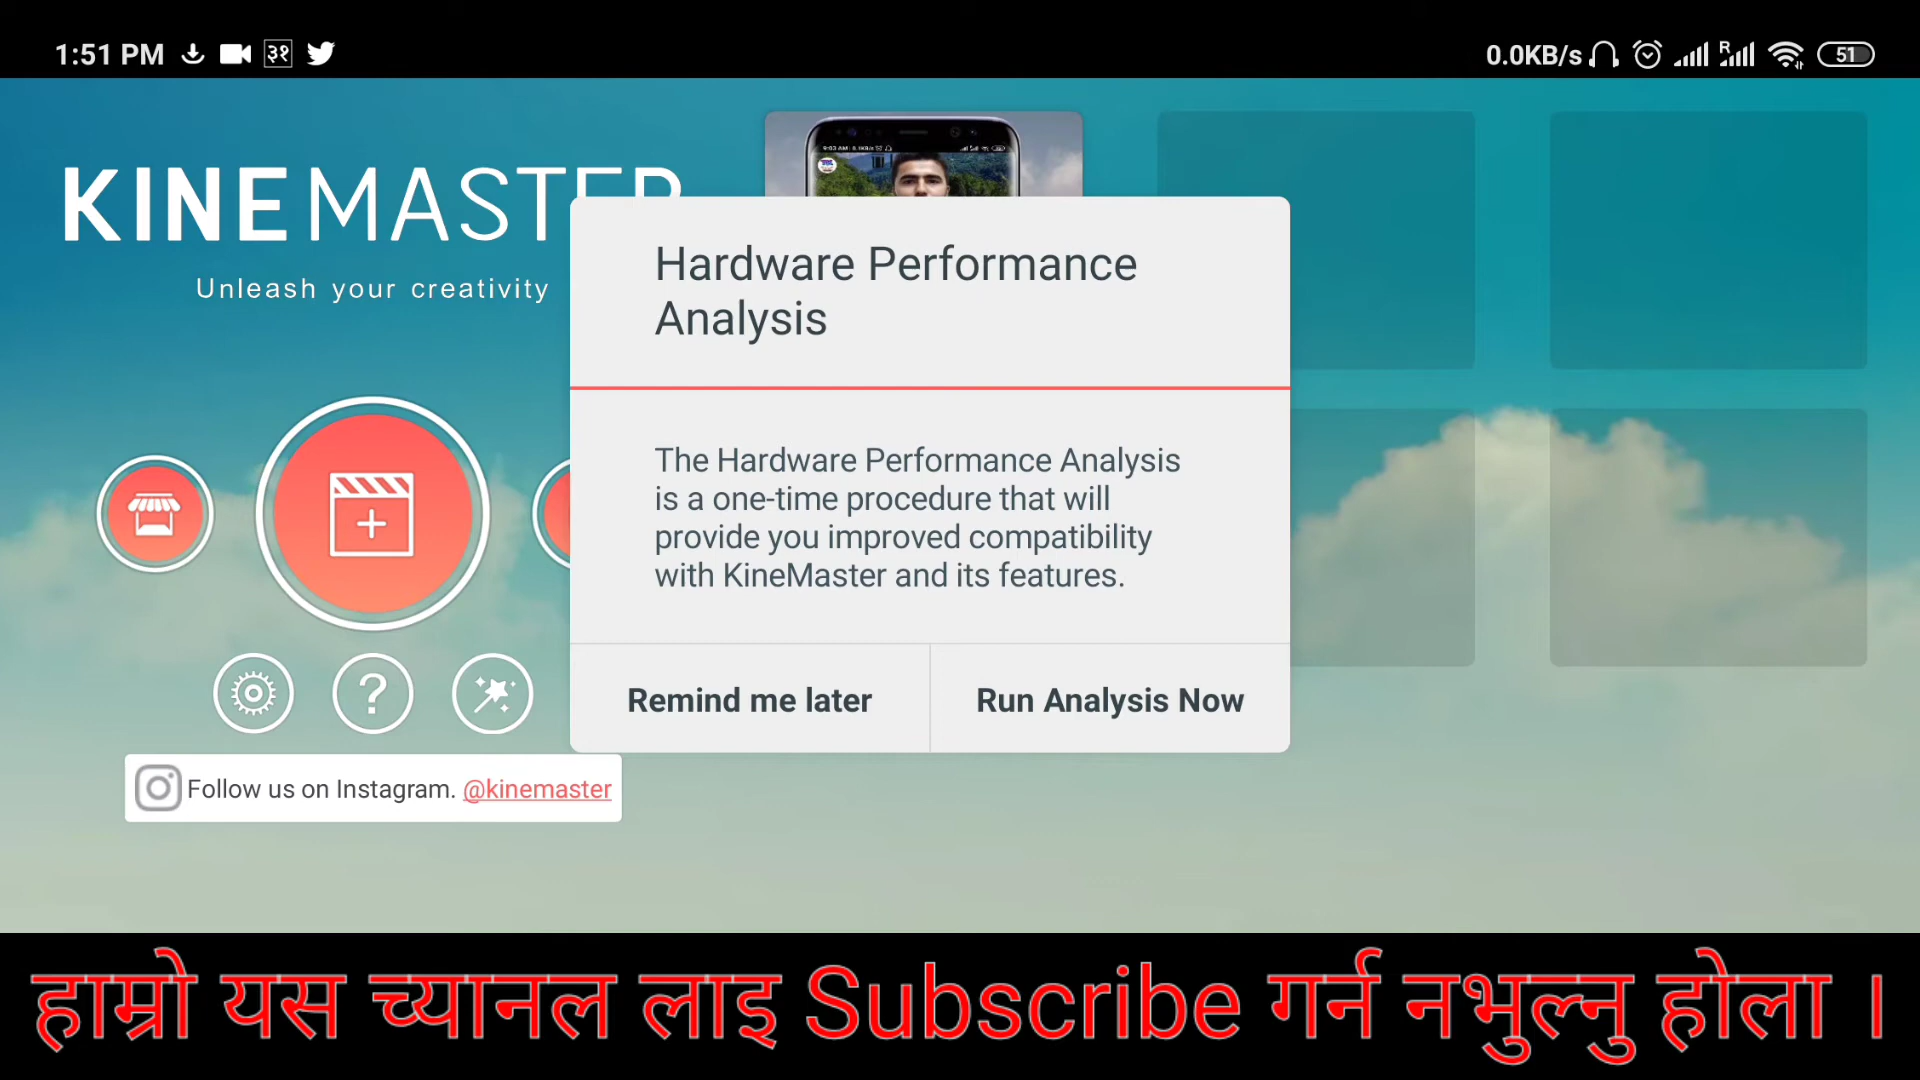 1:51 PM ३१ 0.0KB/s R 51
KINEMASTER
Unleash your creativity
Hardware Performance
Analysis
The Hardware Performance Analysis
is a one-time procedure that will
provide you improved compatibility
with KineMaster and its features.
Remind me later Run Analysis Now
Follow us on Instagram. @kinemaster
हाम्रो यस च्यानल लाइ Subscribe गर्न नभुल्नु होला ।